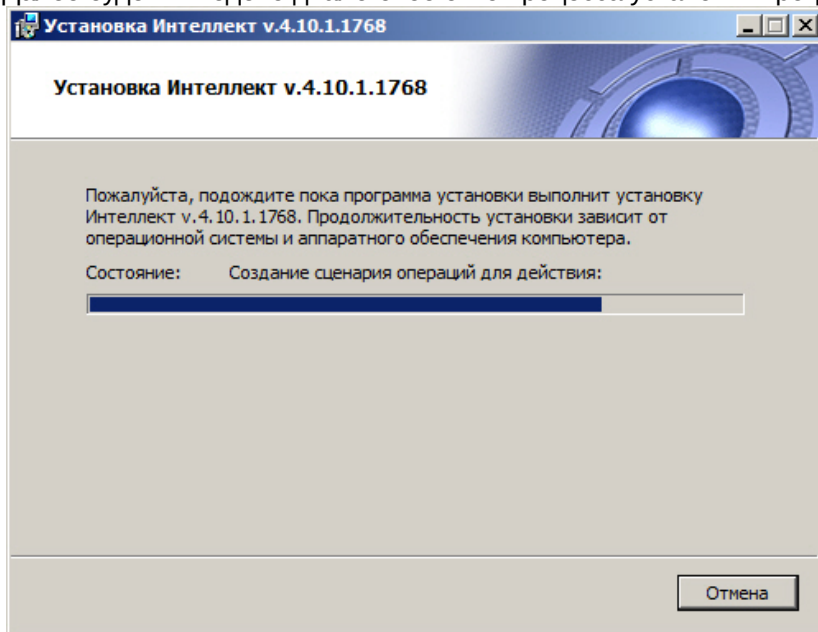 Установка Интеллект v.4.10.1.1768
Установка Интеллект v.4.10.1.1768
Пожалуйста, подождите пока программа установки выполнит установку
Интеллект v.4.10.1.1768. Продолжительность установки зависит от
операционной системы и аппаратного обеспечения компьютера.
Состояние: Создание сценария операций для действия:
Отмена